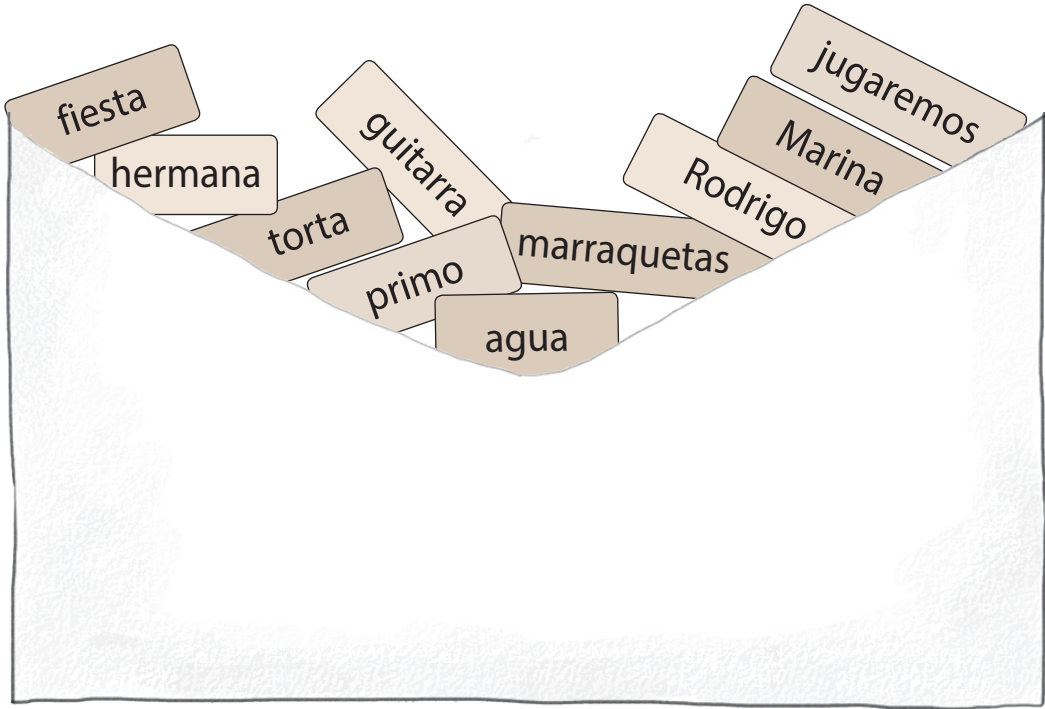 fiesta
hermana
torta
guitarra
primo
agua
marraquetas
Rodrigo
Marina
jugaremos